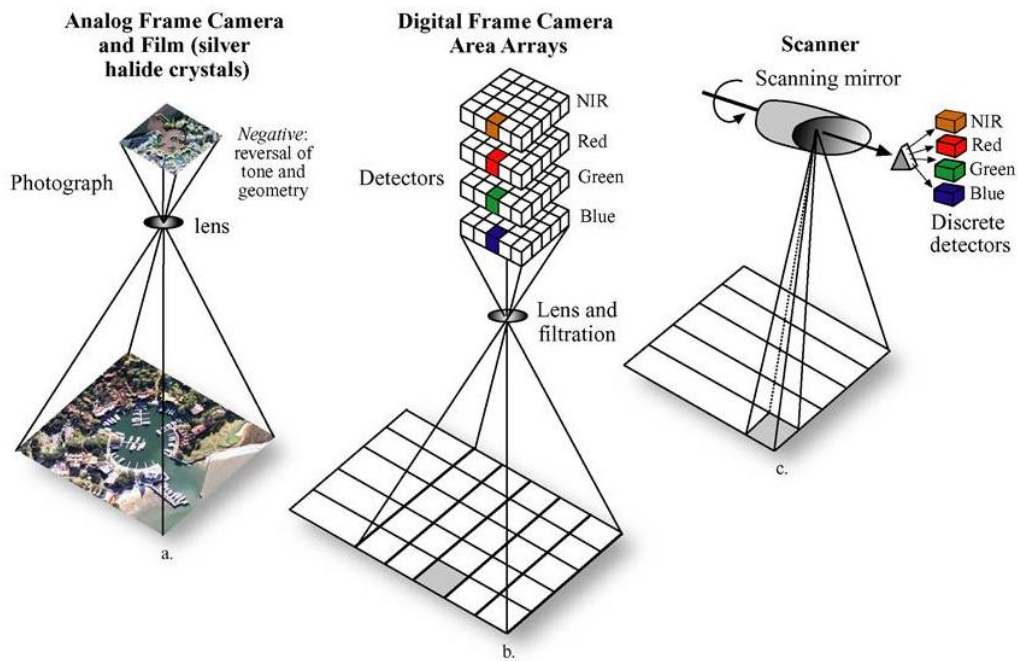 Analog Frame Camera
and Film (silver
halide crystals)
Negative:
reversal of
tone and
geometry
Photograph
lens
a.
Digital Frame Camera
Area Arrays
NIR
Red
Detectors
Green
Blue
Lens and
filtration
b.
Scanner
Scanning mirror
NIR
Red
Green
Blue
Discrete
detectors
c.